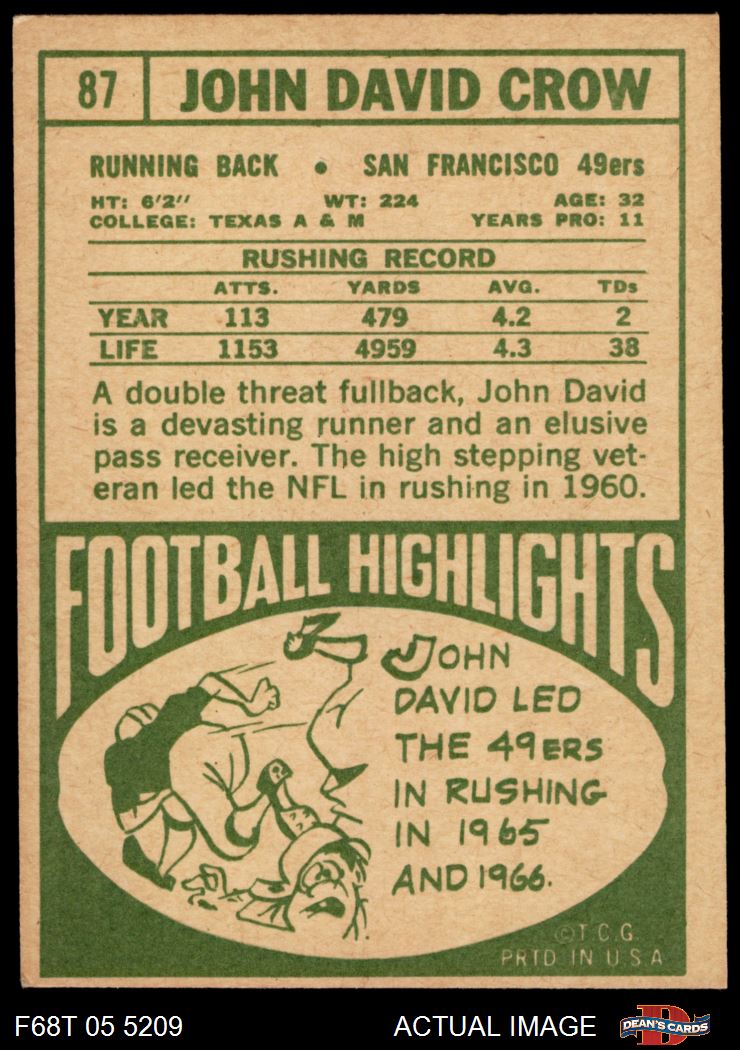 87 JOHN DAVID CROW
RUNNING BACK • SAN FRANCISCO 49ers
HT: 6'2" WT: 224 AGE: 32
COLLEGE: TEXAS A & M YEARS PRO: 11
RUSHING RECORD
ATTS. YARDS AVG. TDs
YEAR 113 479 4.2 2
LIFE 1153 4959 4.3 38
A double threat fullback, John David
is a devasting runner and an elusive
pass receiver. The high stepping vet-
eran led the NFL in rushing in 1960.
FOOTBALL HIGHLIGHTS
JOHN
DAVID LED
THE 49ERS
IN RUSHING
IN 1965
AND 1966.
©T.C.G.
PRTD. IN U.S.A.
F68T 05 5209 ACTUAL IMAGE D DEAN'S CARDS